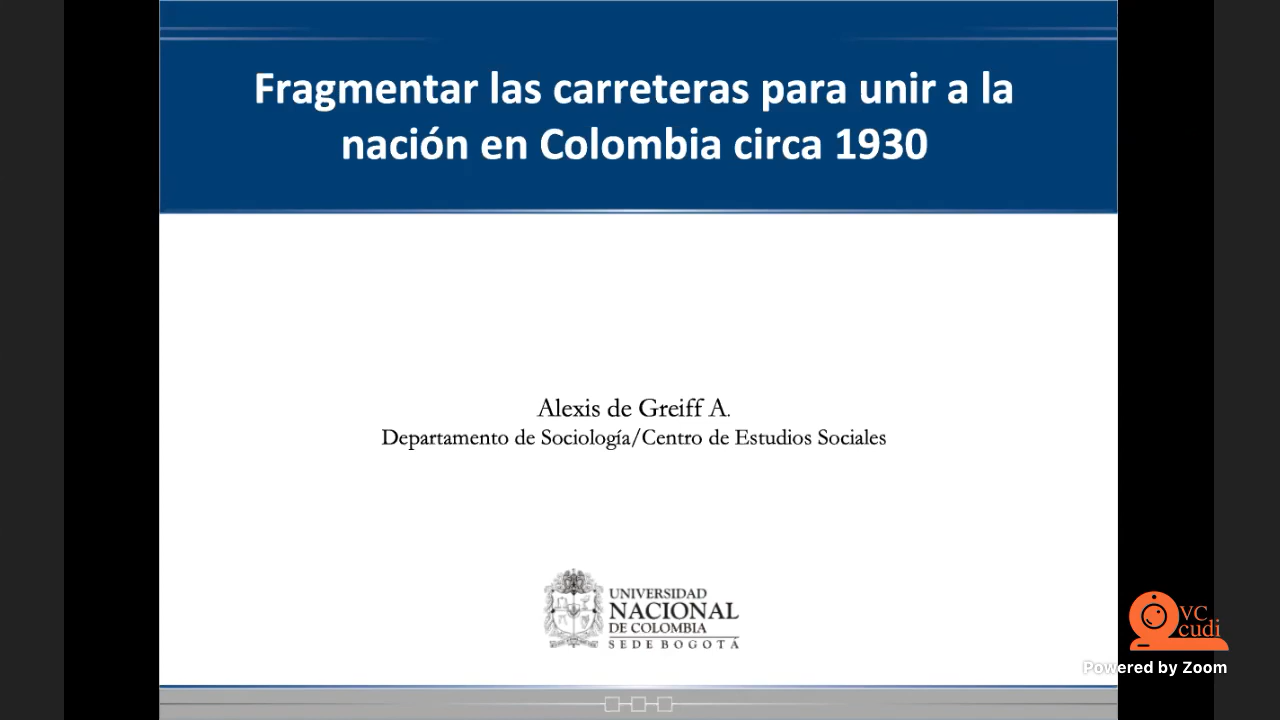 Fragmentar las carreteras para unir a la
nación en Colombia circa 1930
Alexis de Greiff A.
Departamento de Sociología/Centro de Estudios Sociales
UNIVERSIDAD
NACIONAL
DE COLOMBIA
SEDE BOGOTÁ
VC
cudi
Powered by Zoom